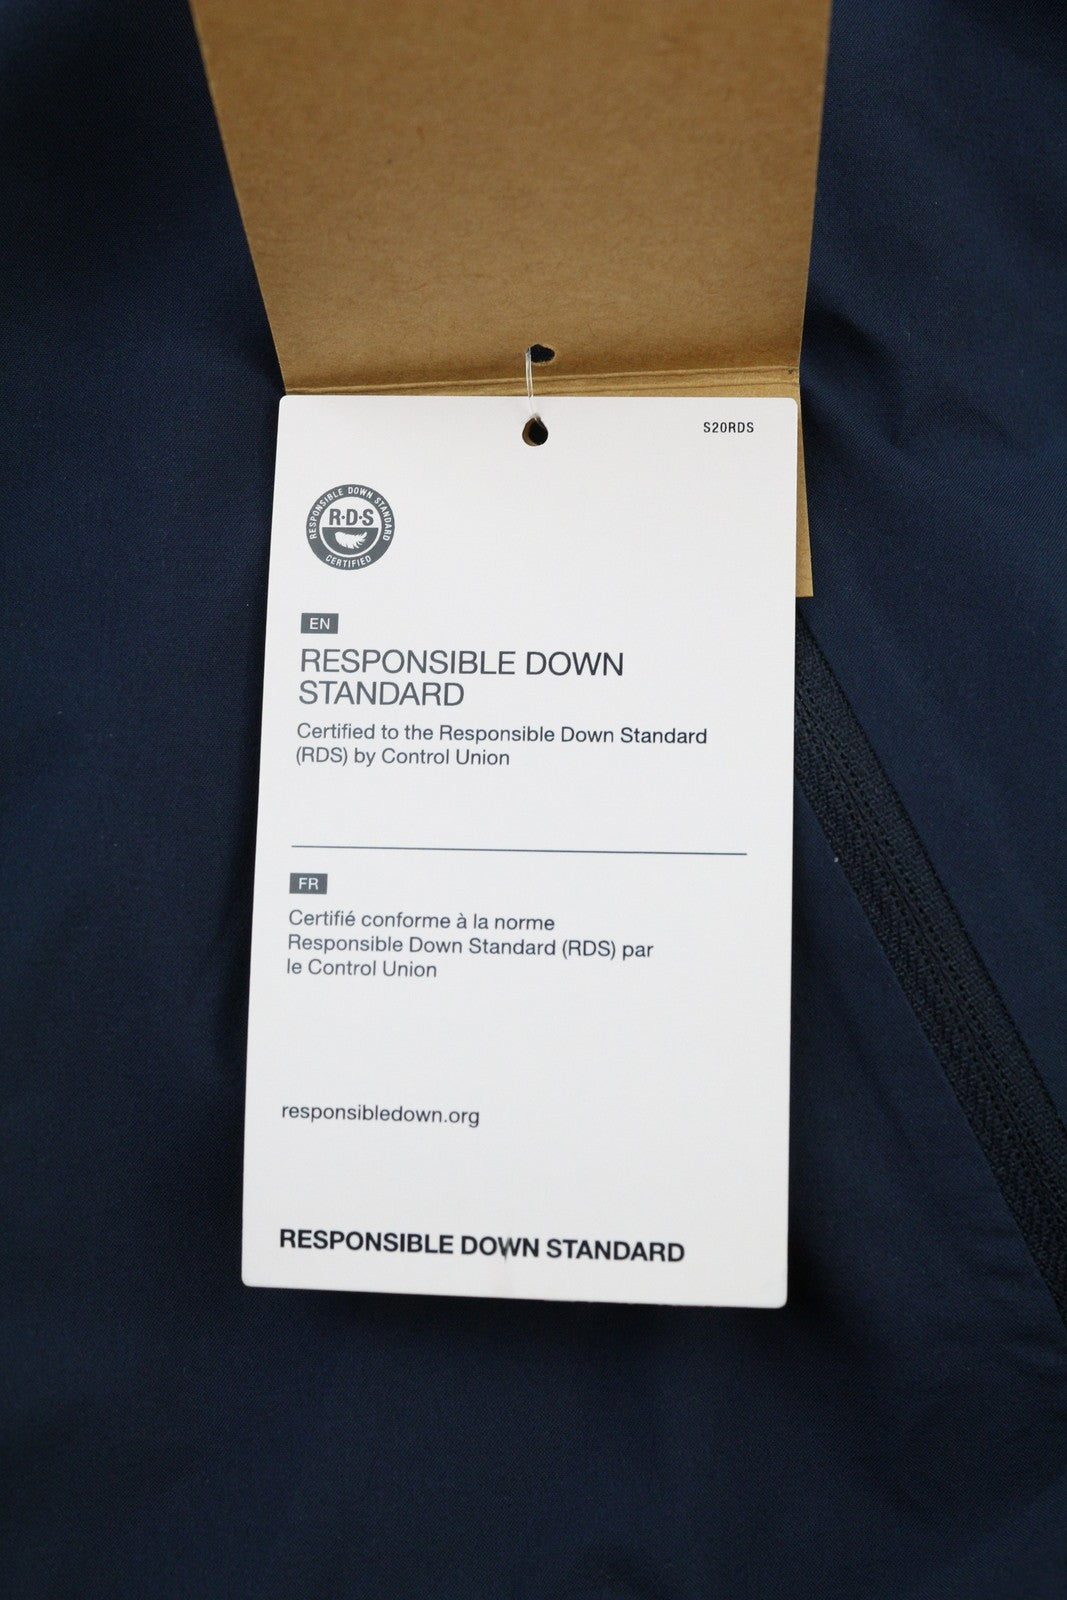 S20RDS
RESPONSIBLE DOWN STANDARD
R·D·S
CERTIFIED
EN
RESPONSIBLE DOWN
STANDARD
Certified to the Responsible Down Standard
(RDS) by Control Union
FR
Certifié conforme à la norme
Responsible Down Standard (RDS) par
le Control Union
responsibledown.org
RESPONSIBLE DOWN STANDARD